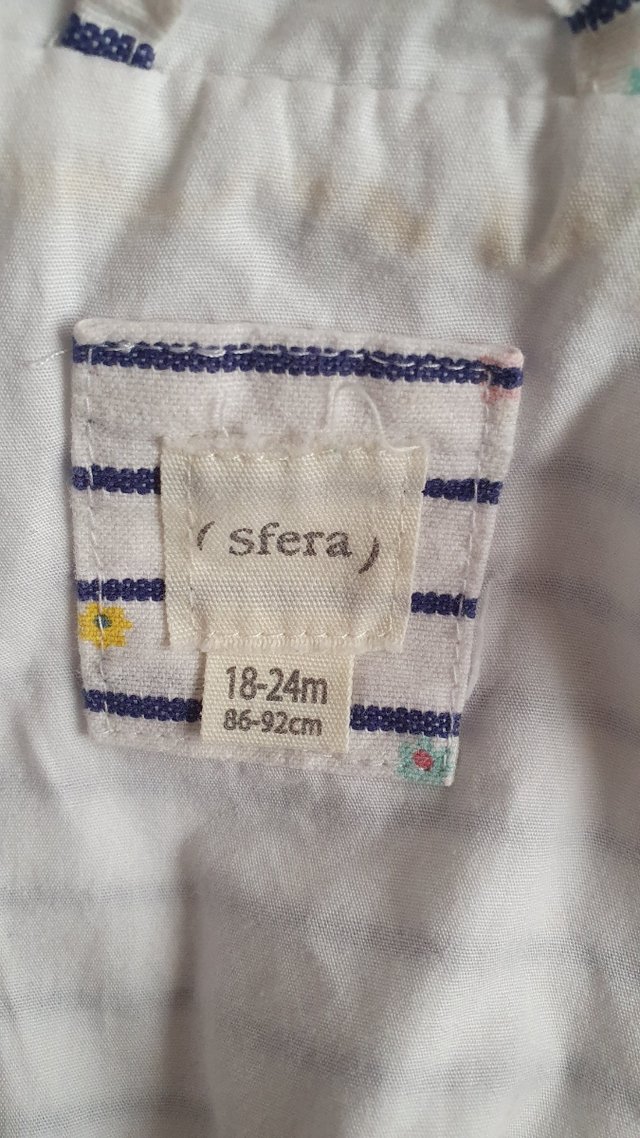 ( sfera )
18-24m
86-92cm